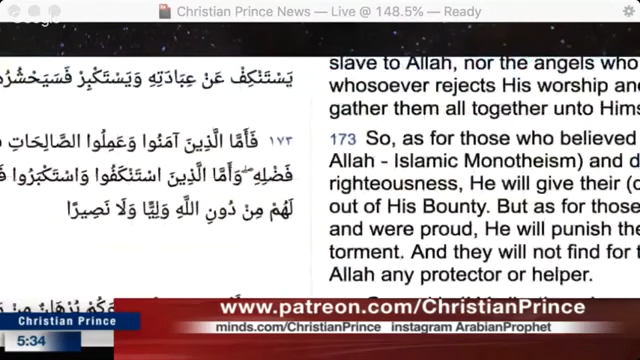 Christian Prince News — Live @ 148.5% — Ready
يَسْتَنْكِفْ عَنْ عِبَادَتِهِ وَيَسْتَكْبِرْ
١٧٣ فَأَمَّا الَّذِينَ آمَنُوا وَعَمِلُوا الصَّالِحَاتِ
فَضْلِهِ ۖ وَأَمَّا الَّذِينَ اسْتَنْكَفُوا وَاسْتَكْبَرُوا
لَهُمْ مِنْ دُونِ اللَّهِ وَلِيًّا وَلَا نَصِيرًا
slave to Allah, nor the angels who
whosoever rejects His worship and
gather them all together unto Hims
173 So, as for those who believed
Allah - Islamic Monotheism) and d
righteousness, He will give their (d
out of His Bounty. But as for those
and were proud, He will punish the
torment. And they will not find for t
Allah any protector or helper.
www.patreon.com/ChristianPrince
minds.com/ChristianPrince instagram ArabianProphet
Christian Prince
5:34